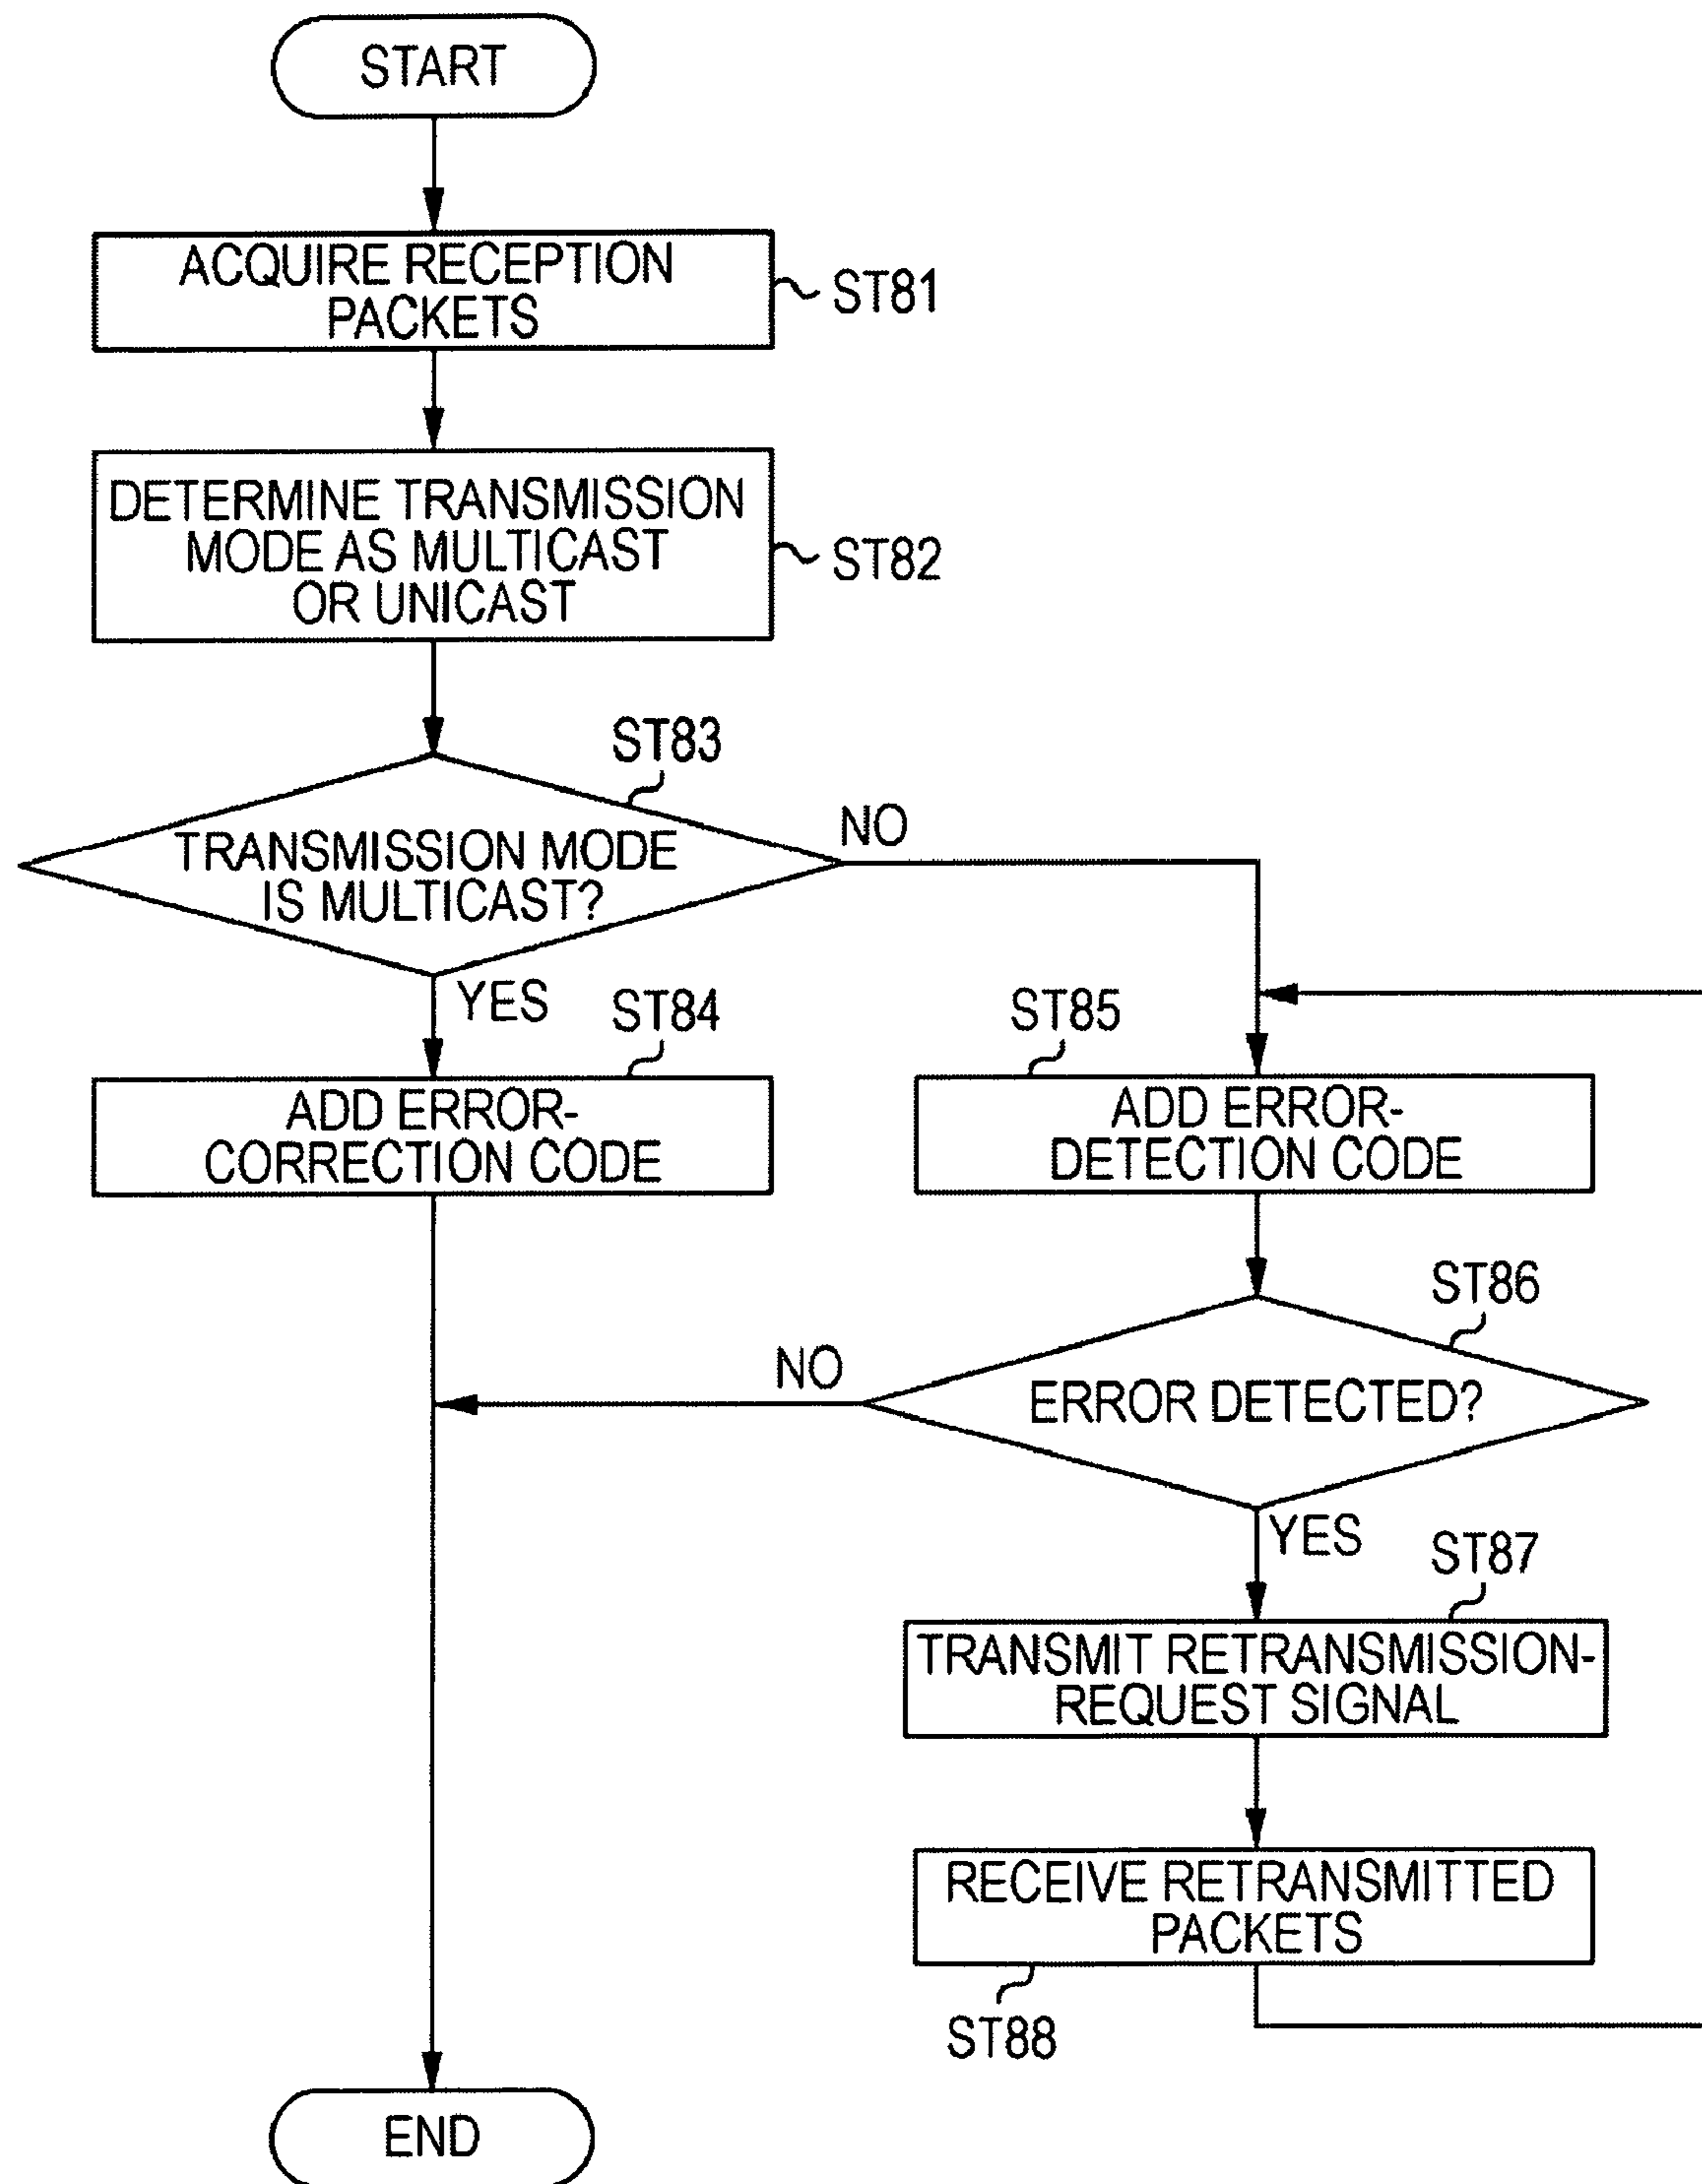 START
ACQUIRE RECEPTION
PACKETS
ST81
DETERMINE TRANSMISSION
MODE AS MULTICAST
OR UNICAST
ST82
ST83
TRANSMISSION MODE
IS MULTICAST?
NO
YES
ST84
ADD ERROR-
CORRECTION CODE
ST85
ADD ERROR-
DETECTION CODE
ST86
ERROR DETECTED?
NO
YES
ST87
TRANSMIT RETRANSMISSION-
REQUEST SIGNAL
RECEIVE RETRANSMITTED
PACKETS
ST88
END